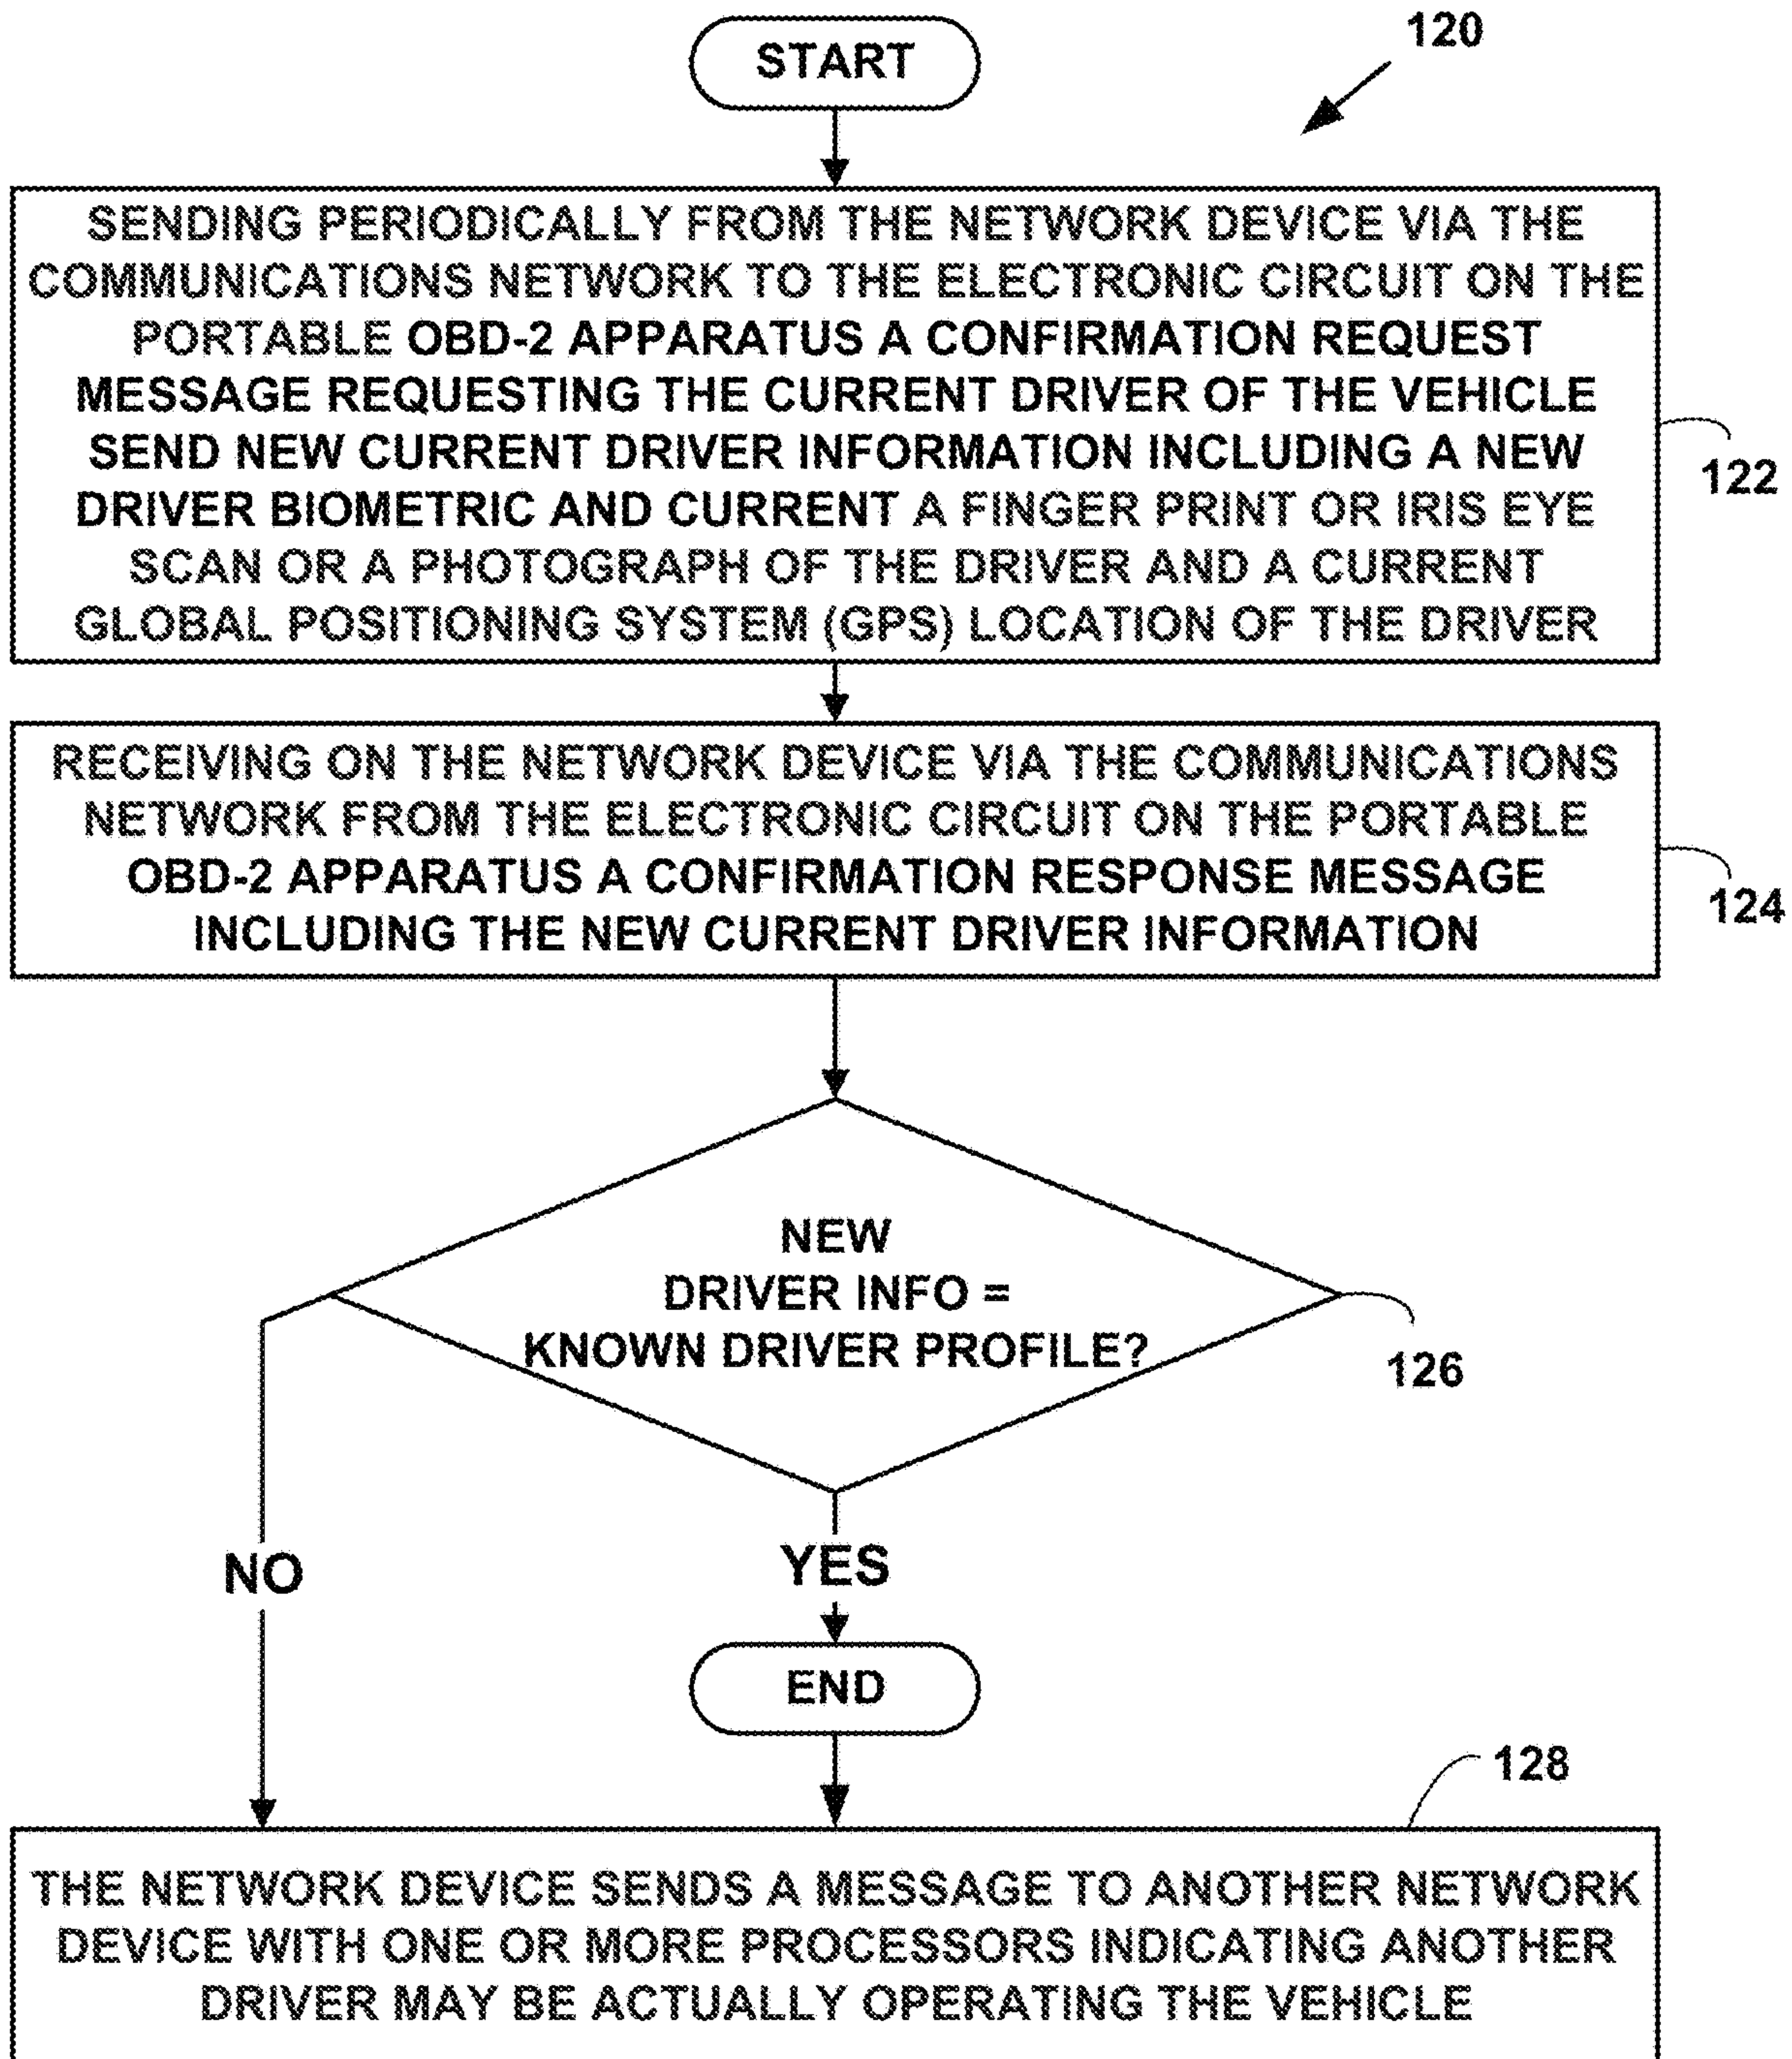 START
120
SENDING PERIODICALLY FROM THE NETWORK DEVICE VIA THE
COMMUNICATIONS NETWORK TO THE ELECTRONIC CIRCUIT ON THE
PORTABLE OBD-2 APPARATUS A CONFIRMATION REQUEST
MESSAGE REQUESTING THE CURRENT DRIVER OF THE VEHICLE
SEND NEW CURRENT DRIVER INFORMATION INCLUDING A NEW
DRIVER BIOMETRIC AND CURRENT A FINGER PRINT OR IRIS EYE
SCAN OR A PHOTOGRAPH OF THE DRIVER AND A CURRENT
GLOBAL POSITIONING SYSTEM (GPS) LOCATION OF THE DRIVER
122
RECEIVING ON THE NETWORK DEVICE VIA THE COMMUNICATIONS
NETWORK FROM THE ELECTRONIC CIRCUIT ON THE PORTABLE
OBD-2 APPARATUS A CONFIRMATION RESPONSE MESSAGE
INCLUDING THE NEW CURRENT DRIVER INFORMATION
124
NEW
DRIVER INFO =
KNOWN DRIVER PROFILE?
126
NO
YES
END
128
THE NETWORK DEVICE SENDS A MESSAGE TO ANOTHER NETWORK
DEVICE WITH ONE OR MORE PROCESSORS INDICATING ANOTHER
DRIVER MAY BE ACTUALLY OPERATING THE VEHICLE